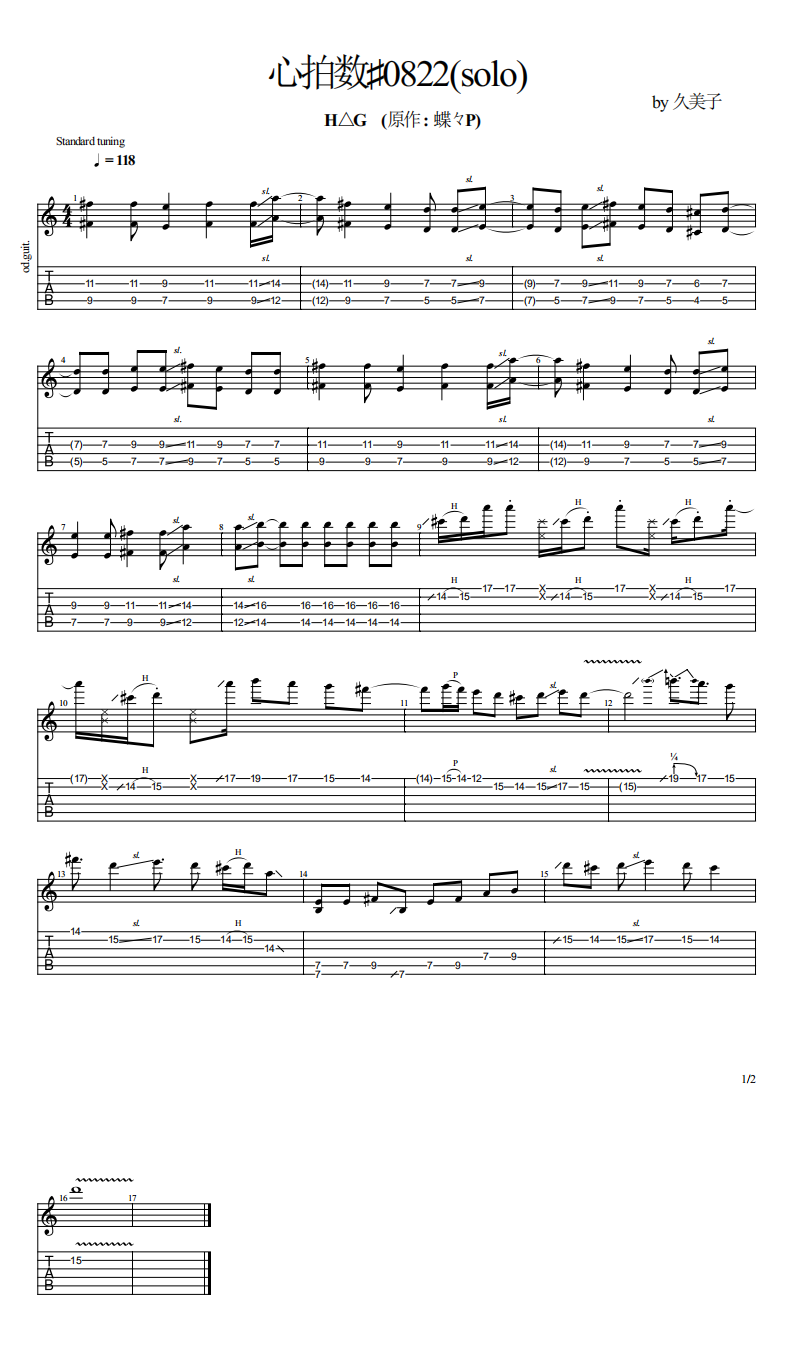 心拍数♯0822(solo)
by 久美子
H△G (原作 : 蝶々P)
Standard tuning
♩ = 118
od.guit.
1 sl. 2 sl. 3 sl.
sl. sl. sl.
T 11 11 9 11 11 14 (14) 11 9 7 7 9 (9) 7 9 11 9 7 6 7
A
B 9 9 7 9 9 12 (12) 9 7 5 5 7 (7) 5 7 9 7 5 4 5
4 sl. 5 sl. 6 sl.
sl. sl. sl.
T (7) 7 9 9 11 9 7 7 11 11 9 11 11 14 (14) 11 9 7 7 9
A
B (5) 5 7 7 9 7 5 5 9 9 7 9 9 12 (12) 9 7 5 5 7
7 sl. 8 sl. 9 H H H
sl. sl. H H H
T 17 17 X 17 X 17
14 15 X 14 15 X 14 15
A 9 9 11 11 14 14 16 16 16 16 16
B 7 7 9 9 12 12 14 14 14 14 14
10 H 11 P sl. 12
H P sl. ¼
T (17) X X 17 19 17 15 14 (14) 15 14 12 19 17 15
X 14 15 X 15 14 15 17 15 (15)
A
B
13 sl. H 14 15 sl.
sl. H sl.
T 14
15 17 15 14 15 15 14 15 17 15 14
A 14
B 7 9
7 7 9 7 9
7 7
1/2
16 17
T 15
A
B